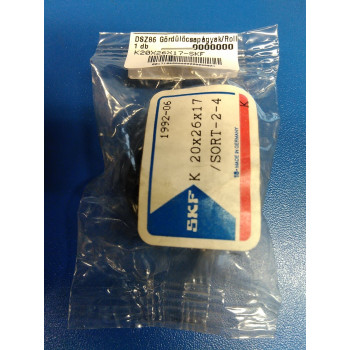 DSZ86 Gördülőcsapágyak/Roll
1 db 0000000
K20X26X17-SKF
1992-06
K 20x26x17
/SORT-2-4
SKF
MADE IN GERMANY
K